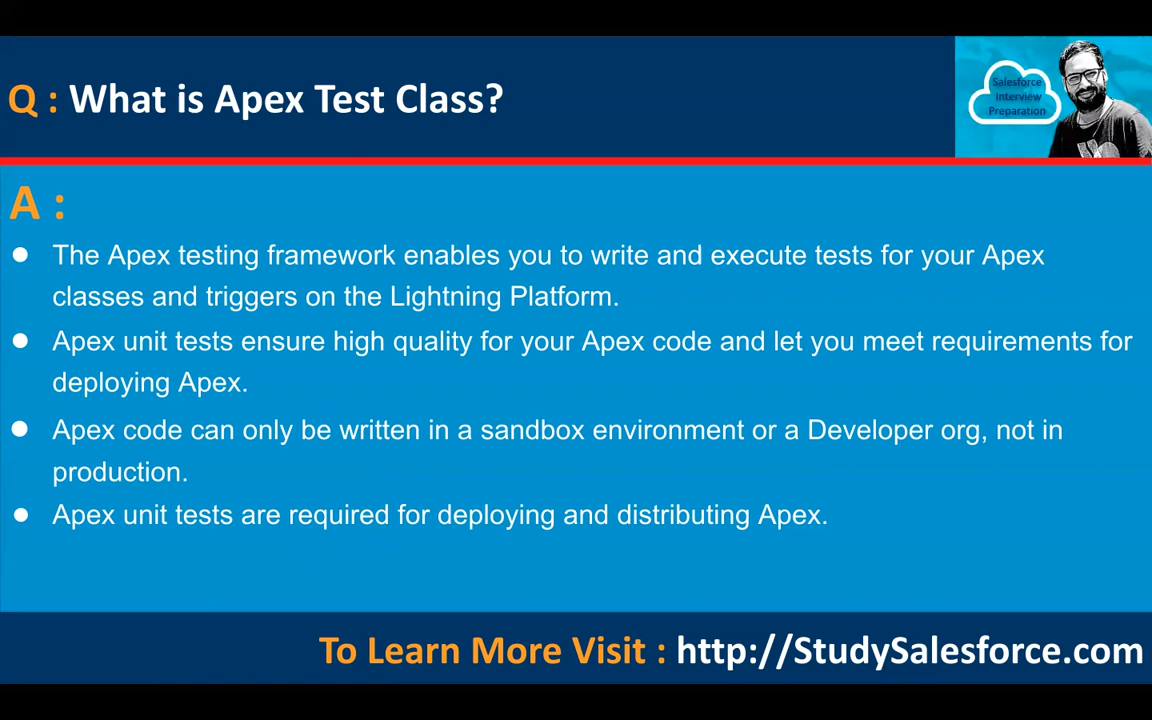 Q : What is Apex Test Class?
Salesforce
Interview
Preparation
A :
● The Apex testing framework enables you to write and execute tests for your Apex
classes and triggers on the Lightning Platform.
● Apex unit tests ensure high quality for your Apex code and let you meet requirements for
deploying Apex.
● Apex code can only be written in a sandbox environment or a Developer org, not in
production.
● Apex unit tests are required for deploying and distributing Apex.
To Learn More Visit : http://StudySalesforce.com